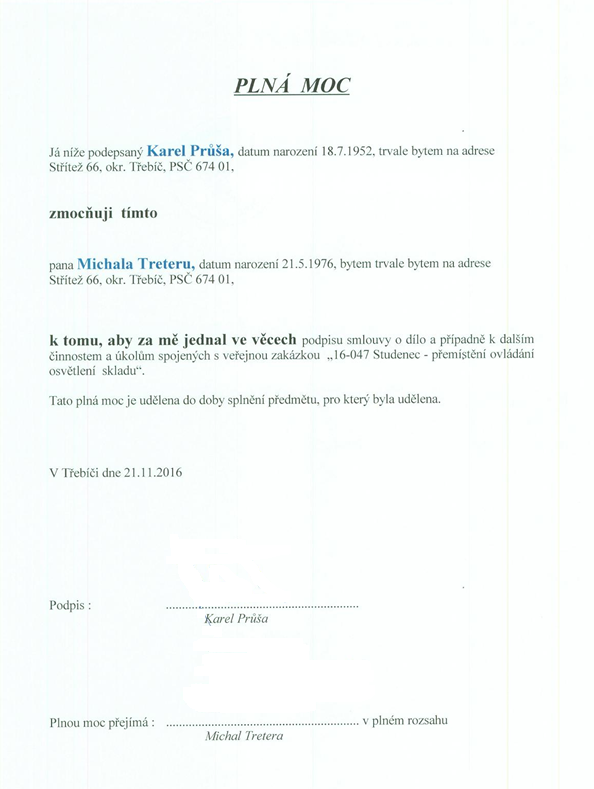 PLNÁ MOC
Já níže podepsaný Karel Průša, datum narození 18.7.1952, trvale bytem na adrese
Střítež 66, okr. Třebíč, PSČ 674 01,
zmocňuji tímto
pana Michala Treteru, datum narození 21.5.1976, bytem trvale bytem na adrese
Střítež 66, okr. Třebíč, PSČ 674 01,
k tomu, aby za mě jednal ve věcech podpisu smlouvy o dílo a případně k dalším
činnostem a úkolům spojených s veřejnou zakázkou „16-047 Studenec - přemístění ovládání
osvětlení skladu“.
Tato plná moc je udělena do doby splnění předmětu, pro který byla udělena.
V Třebíči dne 21.11.2016
Podpis : ............................................................
Karel Průša
Plnou moc přejímá : ............................................................ v plném rozsahu
Michal Tretera